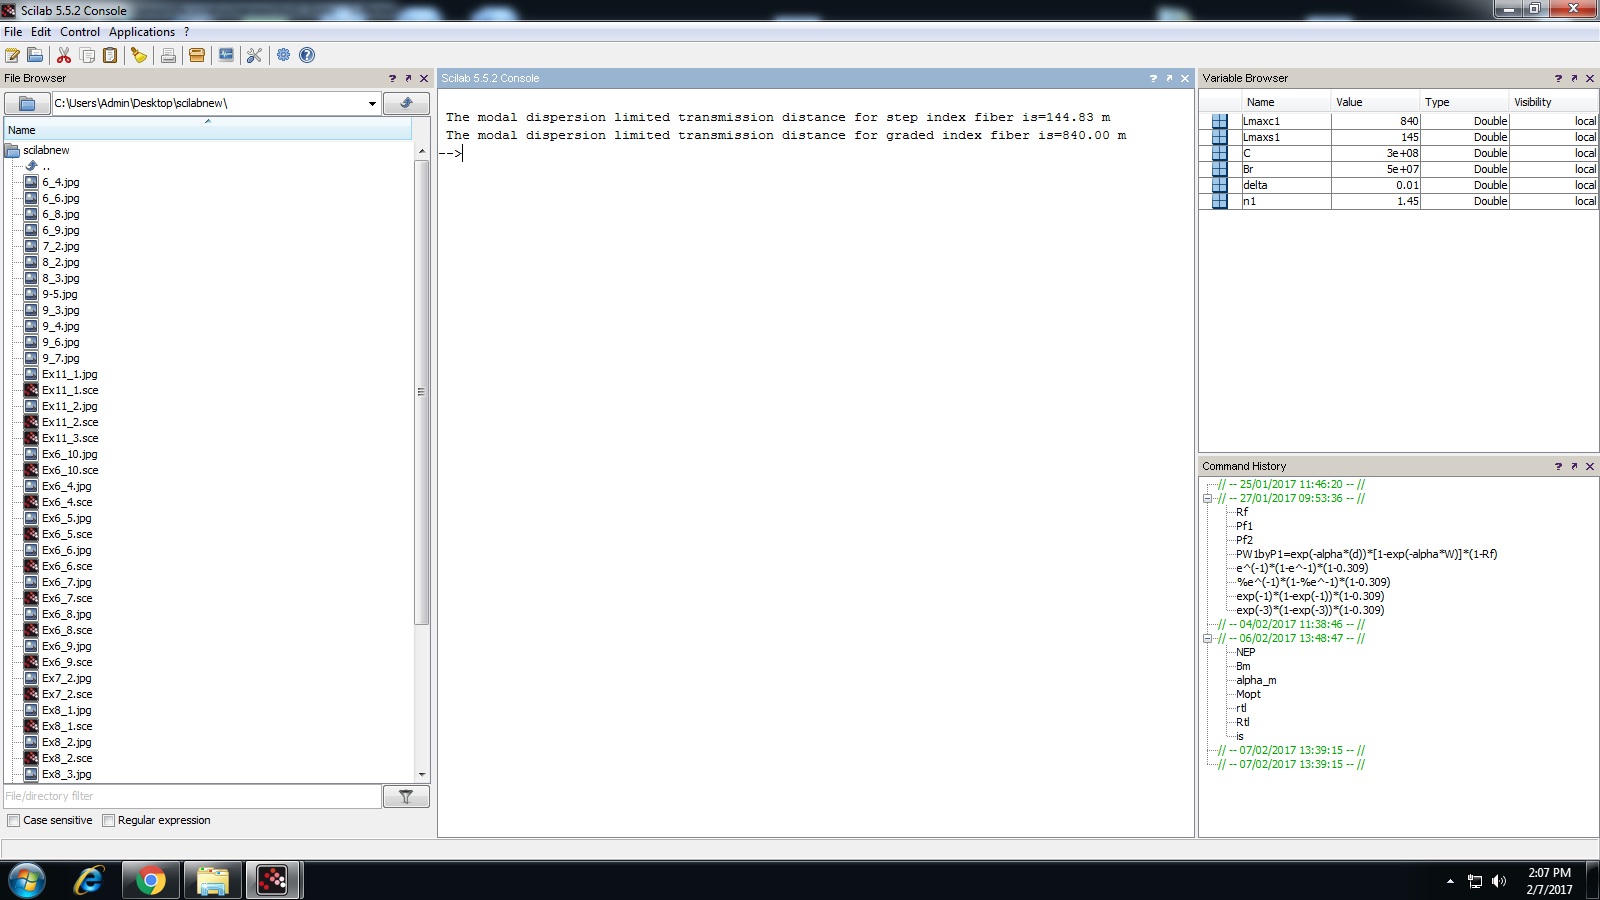 Scilab 5.5.2 Console
File Edit Control Applications ?
File Browser
C:\Users\Admin\Desktop\scilabnew\
Name
scilabnew
..
6_4.jpg
6_6.jpg
6_8.jpg
6_9.jpg
7_2.jpg
8_2.jpg
8_3.jpg
9-5.jpg
9_3.jpg
9_4.jpg
9_6.jpg
9_7.jpg
Ex11_1.jpg
Ex11_1.sce
Ex11_2.jpg
Ex11_2.sce
Ex11_3.sce
Ex6_10.jpg
Ex6_10.sce
Ex6_4.jpg
Ex6_4.sce
Ex6_5.jpg
Ex6_5.sce
Ex6_6.jpg
Ex6_6.sce
Ex6_7.jpg
Ex6_7.sce
Ex6_8.jpg
Ex6_8.sce
Ex6_9.jpg
Ex6_9.sce
Ex7_2.jpg
Ex7_2.sce
Ex8_1.jpg
Ex8_1.sce
Ex8_2.jpg
Ex8_2.sce
Ex8_3.jpg
File/directory filter
Case sensitive Regular expression
Scilab 5.5.2 Console
The modal dispersion limited transmission distance for step index fiber is=144.83 m
The modal dispersion limited transmission distance for graded index fiber is=840.00 m
-->
Variable Browser
Name Value Type Visibility
Lmaxc1 840 Double local
Lmaxs1 145 Double local
C 3e+08 Double local
Br 5e+07 Double local
delta 0.01 Double local
n1 1.45 Double local
Command History
// -- 25/01/2017 11:46:20 -- //
// -- 27/01/2017 09:53:36 -- //
Rf
Pf1
Pf2
PW1byP1=exp(-alpha*(d))*[1-exp(-alpha*W)]*(1-Rf)
e^(-1)*(1-e^-1)*(1-0.309)
%e^(-1)*(1-%e^-1)*(1-0.309)
exp(-1)*(1-exp(-1))*(1-0.309)
exp(-3)*(1-exp(-3))*(1-0.309)
// -- 04/02/2017 11:38:46 -- //
// -- 06/02/2017 13:48:47 -- //
NEP
Bm
alpha_m
Mopt
rtl
Rtl
is
// -- 07/02/2017 13:39:15 -- //
// -- 07/02/2017 13:39:15 -- //
2:07 PM
2/7/2017